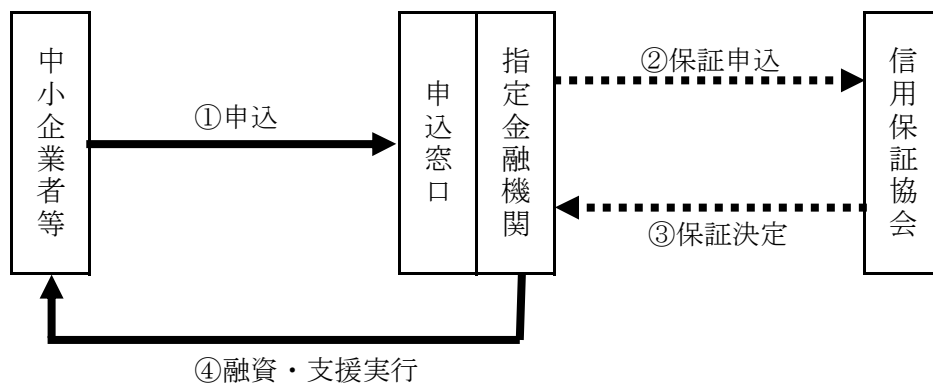 中小企業者等
①申込
申込窓口
指定金融機関
②保証申込
③保証決定
信用保証協会
④融資・支援実行